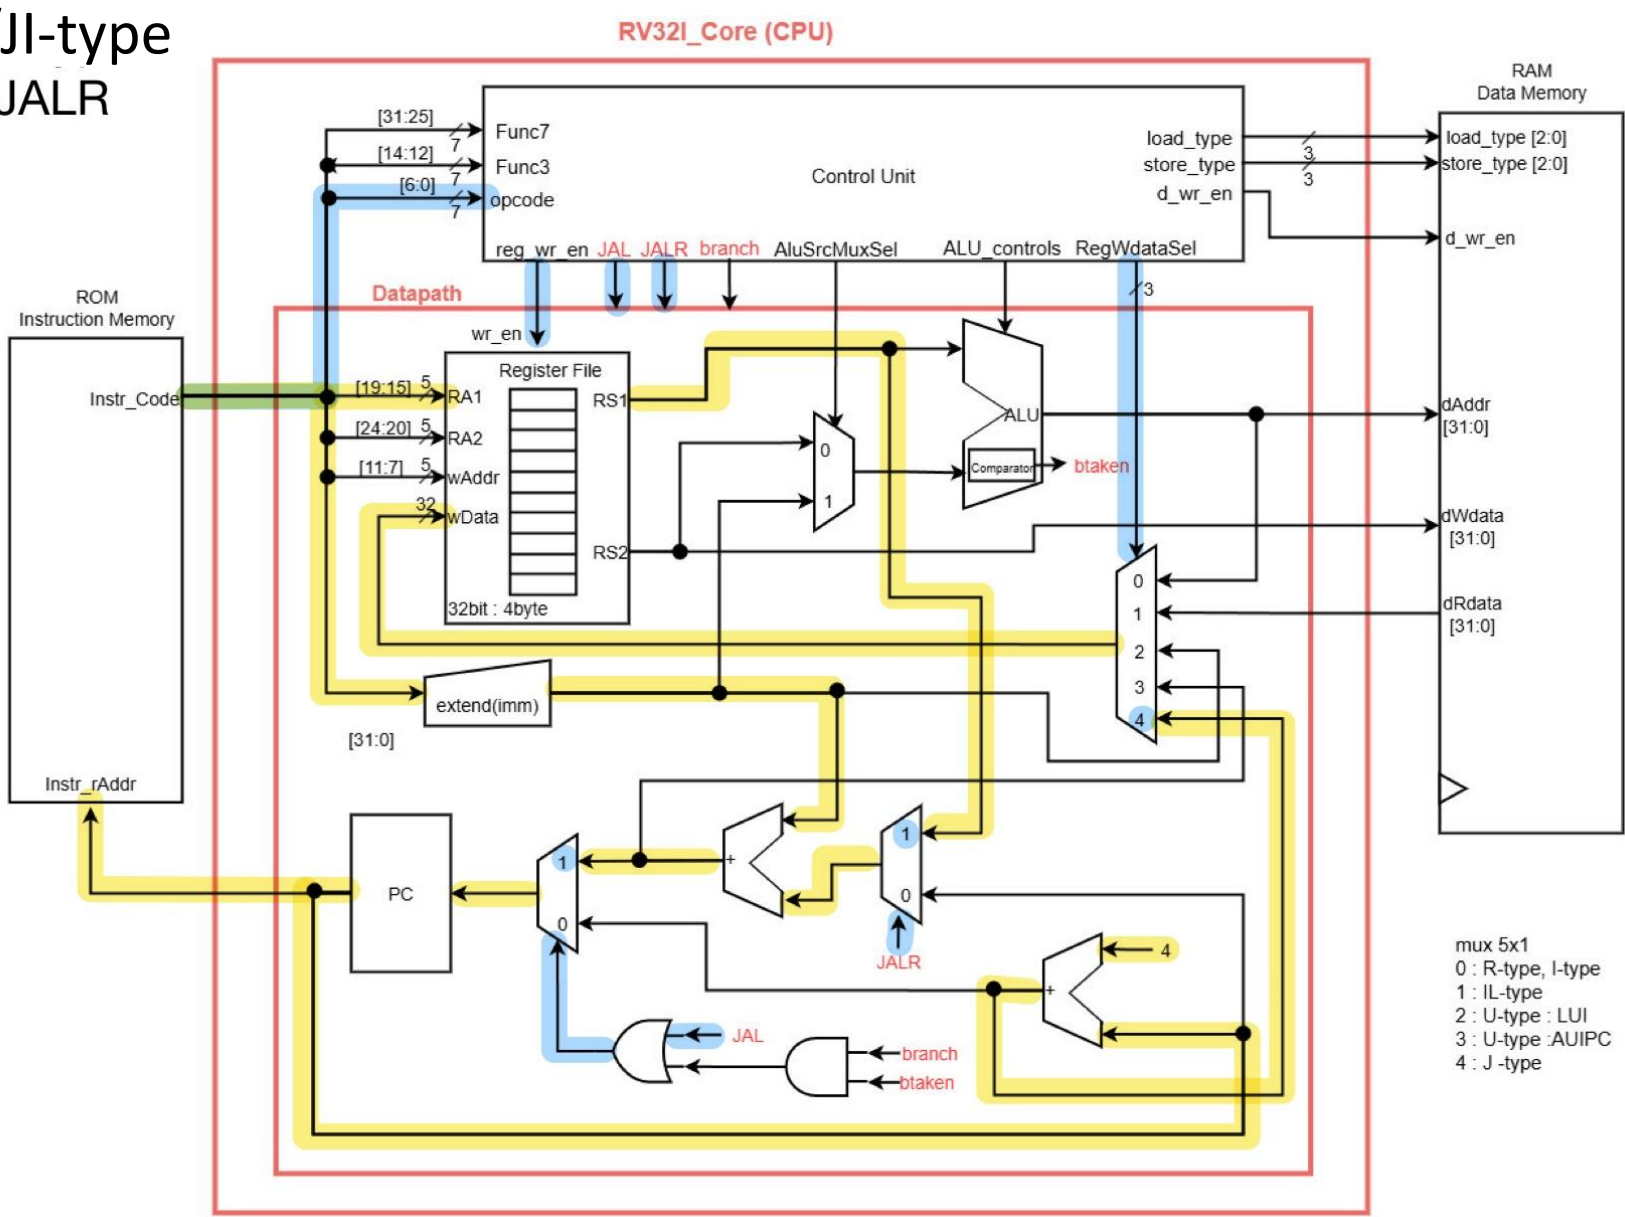 /JI-type
JALR
RV32I_Core (CPU)
RAM
Data Memory
[31:25]
7
Func7
[14:12]
7
Func3
[6:0]
7
opcode
Control Unit
load_type
3
load_type [2:0]
store_type
3
store_type [2:0]
d_wr_en
d_wr_en
reg_wr_en
JAL
JALR
branch
AluSrcMuxSel
ALU_controls
RegWdataSel
3
Datapath
ROM
Instruction Memory
wr_en
Register File
Instr_Code
[19:15]
5
RA1
RS1
[24:20]
5
RA2
[11:7]
5
wAddr
32
wData
RS2
32bit : 4byte
0
1
ALU
Comparator
btaken
dAddr
[31:0]
dWdata
[31:0]
dRdata
[31:0]
0
1
2
3
4
extend(imm)
[31:0]
Instr_rAddr
PC
1
0
+
1
0
JALR
4
+
JAL
branch
btaken
mux 5x1
0 : R-type, I-type
1 : IL-type
2 : U-type : LUI
3 : U-type :AUIPC
4 : J -type